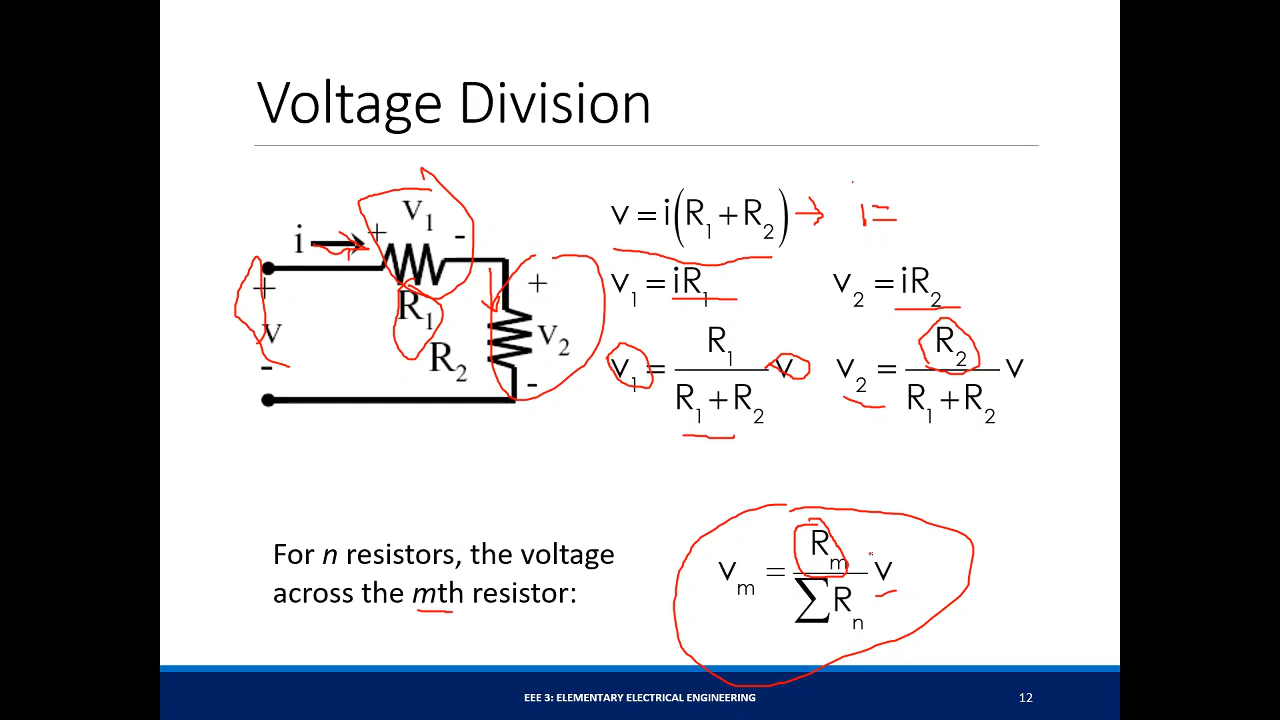 Voltage Division
v = i(R₁ + R₂) → i =
v₁ = iR₁
v₂ = iR₂
v₁ = R₁ / (R₁ + R₂) v
v₂ = R₂ / (R₁ + R₂) v
i
+ v₁ -
R₁
+
v
-
R₂
+
v₂
-
For n resistors, the voltage
across the mth resistor:
vₘ = Rₘ / ∑Rₙ v
EEE 3: ELEMENTARY ELECTRICAL ENGINEERING
12